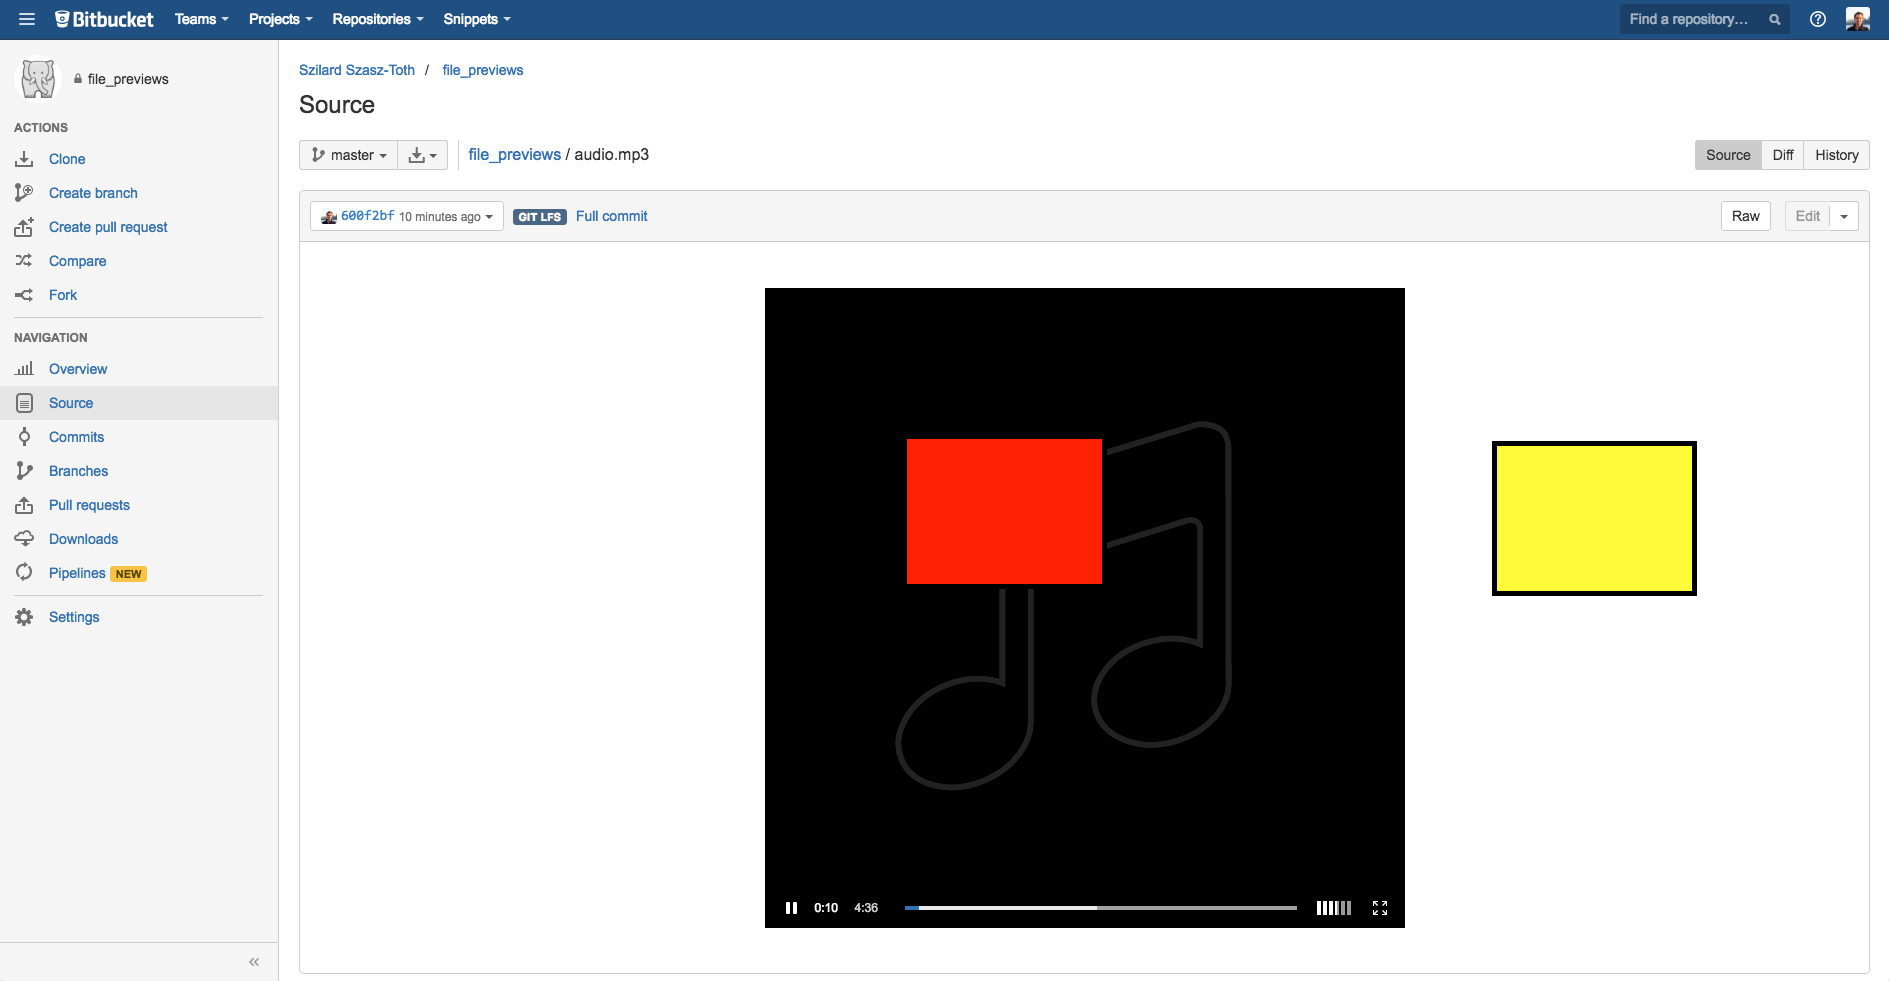 Bitbucket Teams Projects Repositories Snippets Find a repository...
file_previews
ACTIONS
Clone
Create branch
Create pull request
Compare
Fork
NAVIGATION
Overview
Source
Commits
Branches
Pull requests
Downloads
Pipelines NEW
Settings
Szilard Szasz-Toth / file_previews
Source
master file_previews / audio.mp3 Source Diff History
600f2bf 10 minutes ago GIT LFS Full commit Raw Edit
0:10 4:36